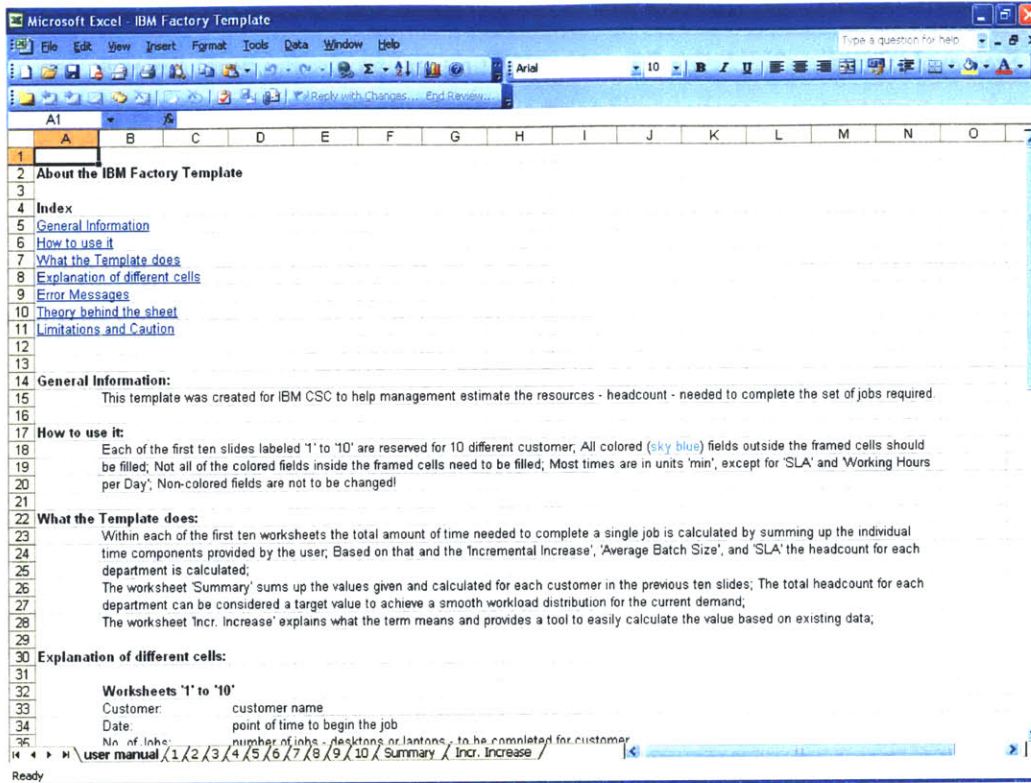 Microsoft Excel - IBM Factory Template
File Edit View Insert Format Tools Data Window Help
Type a question for help
Arial 10 B I U
Reply with Changes... End Review...
A1 fx
A B C D E F G H I J K L M N O
1
2 About the IBM Factory Template
3
4 Index
5 General Information
6 How to use it
7 What the Template does
8 Explanation of different cells
9 Error Messages
10 Theory behind the sheet
11 Limitations and Caution
12
13
14 General Information:
15 This template was created for IBM CSC to help management estimate the resources - headcount - needed to complete the set of jobs required.
16
17 How to use it:
18 Each of the first ten slides labeled '1' to '10' are reserved for 10 different customer; All colored (sky blue) fields outside the framed cells should
19 be filled; Not all of the colored fields inside the framed cells need to be filled; Most times are in units 'min', except for 'SLA' and 'Working Hours
20 per Day'; Non-colored fields are not to be changed!
21
22 What the Template does:
23 Within each of the first ten worksheets the total amount of time needed to complete a single job is calculated by summing up the individual
24 time components provided by the user; Based on that and the 'Incremental Increase', 'Average Batch Size', and 'SLA' the headcount for each
25 department is calculated;
26 The worksheet 'Summary' sums up the values given and calculated for each customer in the previous ten slides; The total headcount for each
27 department can be considered a target value to achieve a smooth workload distribution for the current demand;
28 The worksheet 'Incr. Increase' explains what the term means and provides a tool to easily calculate the value based on existing data;
29
30 Explanation of different cells:
31
32 Worksheets '1' to '10'
33 Customer: customer name
34 Date: point of time to begin the job
35 No. of Jobs: number of jobs - desktops or laptops - to be completed for customer
user manual / 1 / 2 / 3 / 4 / 5 / 6 / 7 / 8 / 9 / 10 / Summary / Incr. Increase /
Ready